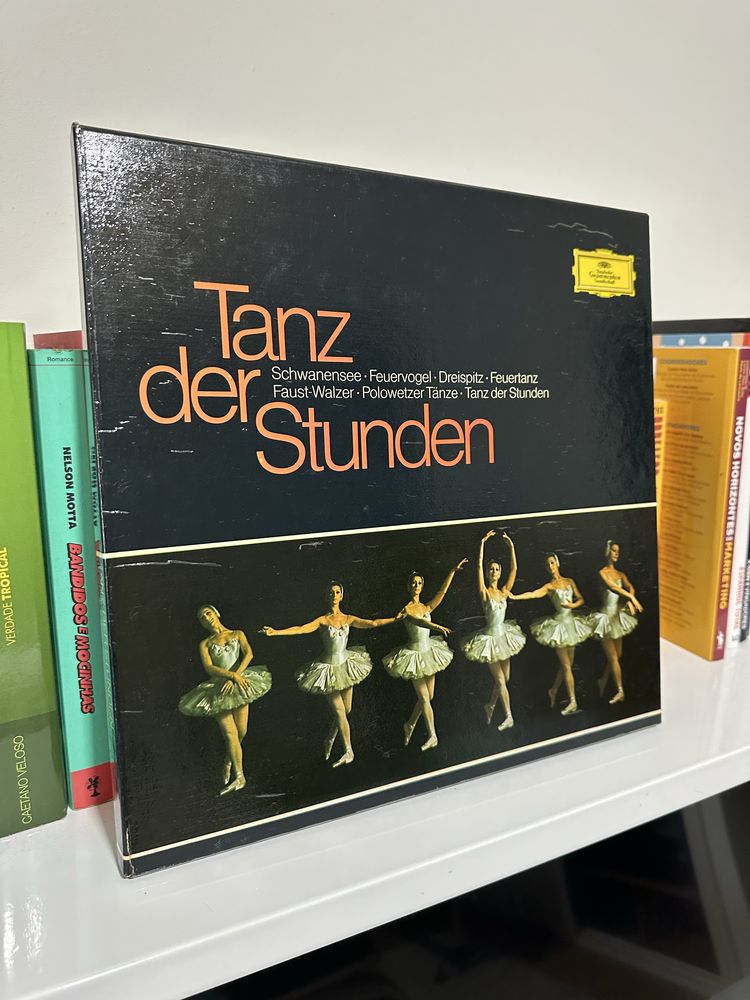 Tanz
der
Stunden
Schwanensee · Feuervogel · Dreispitz · Feuertanz
Faust-Walzer · Polowetzer Tänze · Tanz der Stunden
Deutsche
Grammophon
Gesellschaft
VERDADE TROPICAL
CAETANO VELOSO
Romance
NELSON MOTTA
BANDIDOS E MOCINHAS
COORDENADORES
NOVOS HORIZONTES
MARKETING